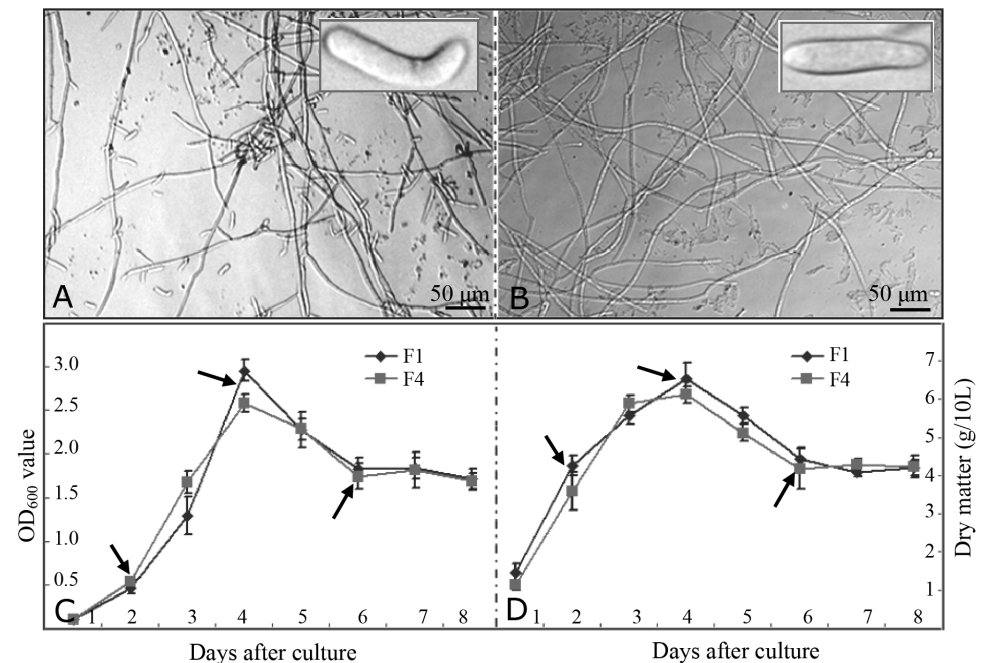 A
50 μm
B
50 μm
OD600 value
3.0
2.5
2.0
1.5
1.0
0.5
F1
F4
C
1 2 3 4 5 6 7 8
Days after culture
F1
F4
D
1 2 3 4 5 6 7 8
Days after culture
7
6
5
4
3
2
1
Dry matter (g/10L)